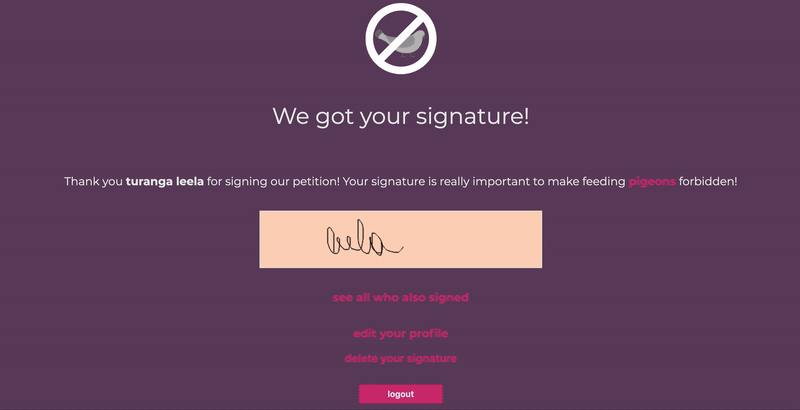 We got your signature!
Thank you turanga leela for signing our petition! Your signature is really important to make feeding pigeons forbidden!
leela
see all who also signed
edit your profile
delete your signature
logout